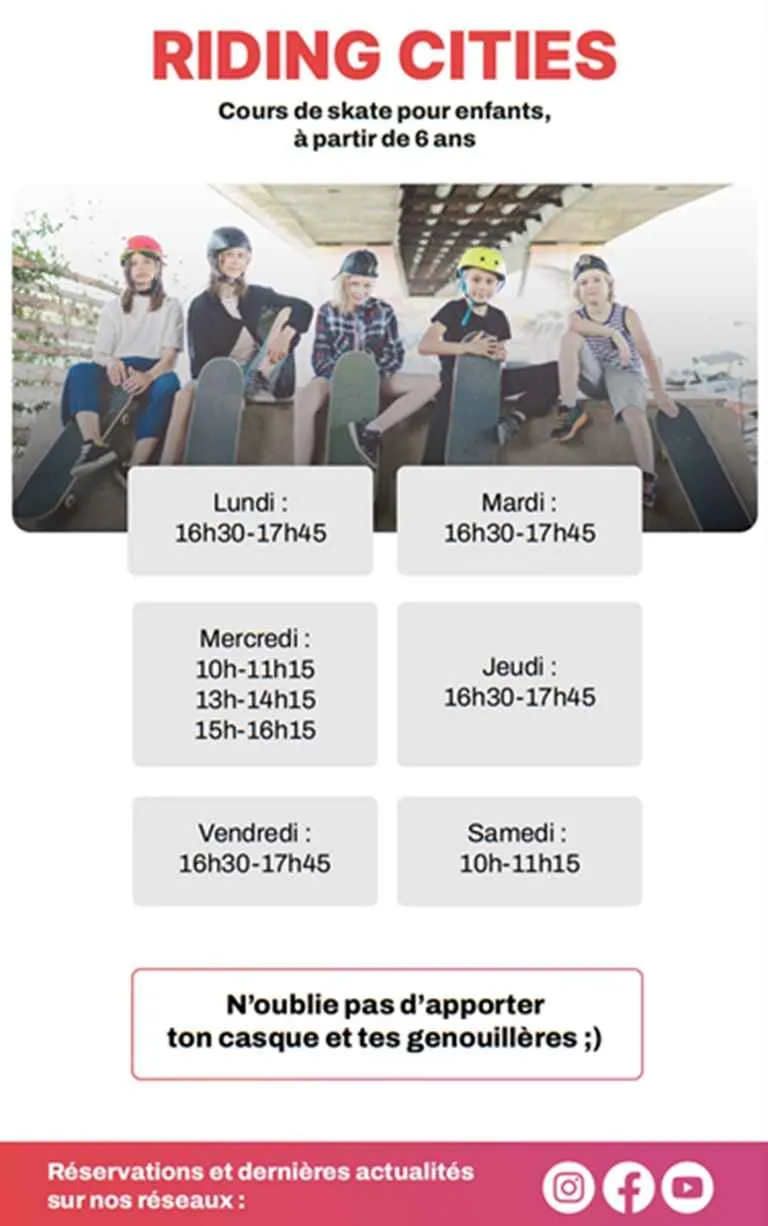 RIDING CITIES
Cours de skate pour enfants,
à partir de 6 ans
Lundi :
16h30-17h45
Mardi :
16h30-17h45
Mercredi :
10h-11h15
13h-14h15
15h-16h15
Jeudi :
16h30-17h45
Vendredi :
16h30-17h45
Samedi :
10h-11h15
N'oublie pas d'apporter
ton casque et tes genouillères ;)
Réservations et dernières actualités
sur nos réseaux :